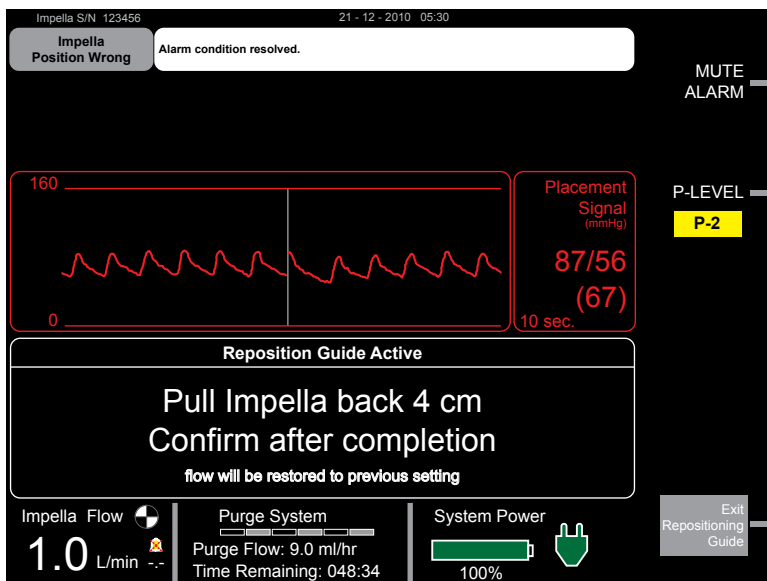 Impella S/N 123456
21 - 12 - 2010 05:30
Impella
Position Wrong
Alarm condition resolved.
MUTE
ALARM
160
0
Placement
Signal
(mmHg)
87/56
(67)
10 sec.
P-LEVEL
P-2
Reposition Guide Active
Pull Impella back 4 cm
Confirm after completion
flow will be restored to previous setting
Impella Flow
1.0 L/min -.-
Purge System
Purge Flow: 9.0 ml/hr
Time Remaining: 048:34
System Power
100%
Exit
Repositioning
Guide